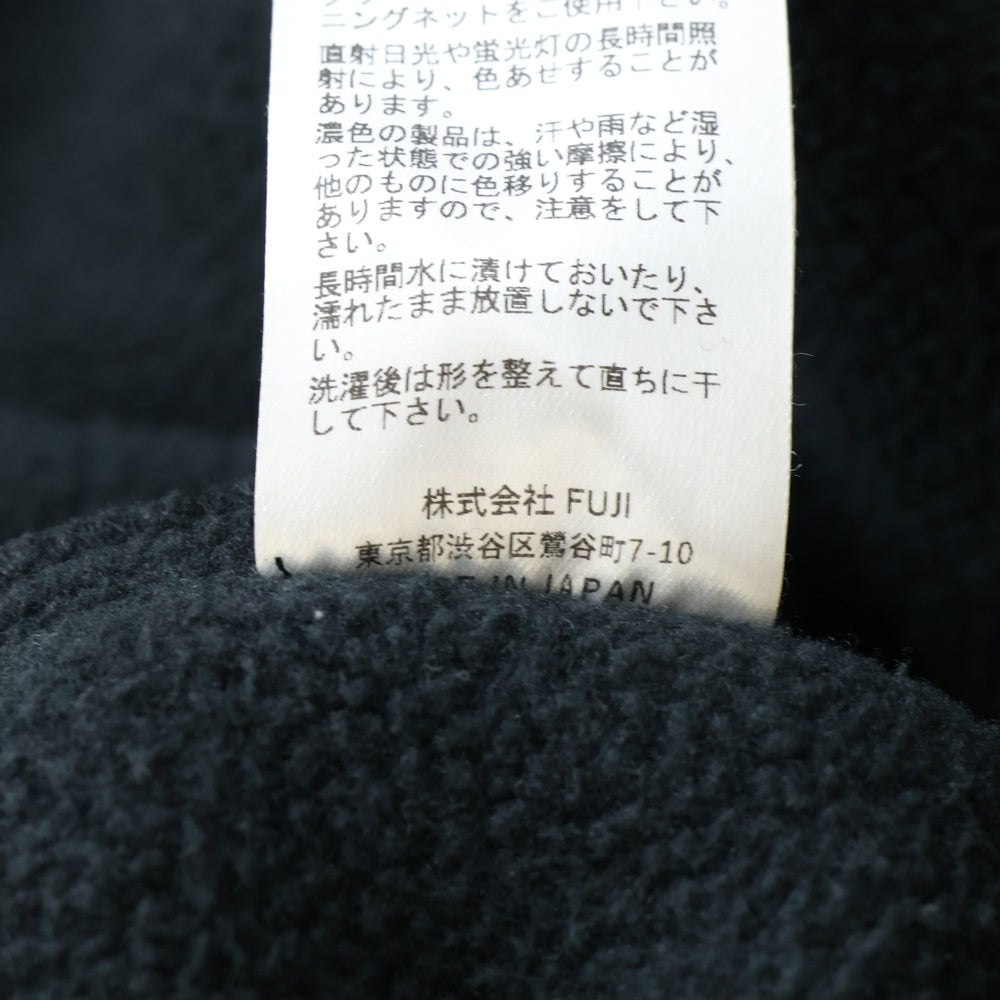 ニングネットをご使用下さい。
直射日光や蛍光灯の長時間照
射により、色あせすることが
あります。
濃色の製品は、汗や雨など湿
った状態での強い摩擦により、
他のものに色移りすることが
ありますので、注意をして下
さい。
長時間水に漬けておいたり、
濡れたまま放置しないで下さ
い。
洗濯後は形を整えて直ちに干
して下さい。
株式会社 FUJI
東京都渋谷区鶯谷町7-10
IN JAPAN